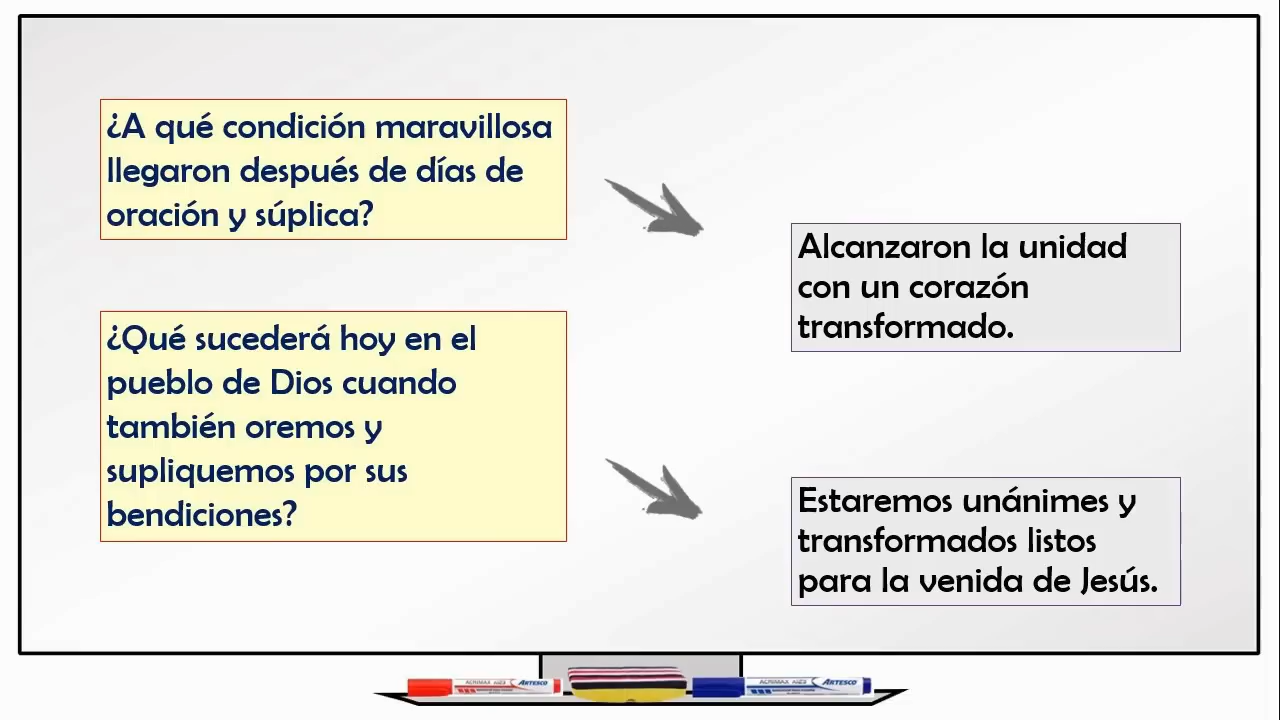 ¿A qué condición maravillosa
llegaron después de días de
oración y súplica?
Alcanzaron la unidad
con un corazón
transformado.
¿Qué sucederá hoy en el
pueblo de Dios cuando
también oremos y
supliquemos por sus
bendiciones?
Estaremos unánimes y
transformados listos
para la venida de Jesús.
ARTESCO
ARTESCO